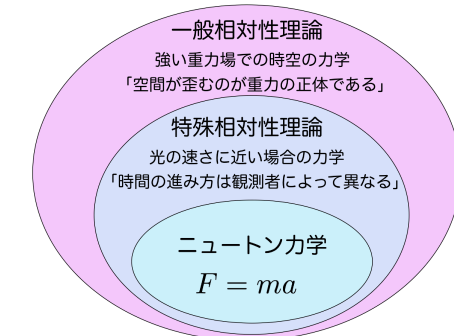 一般相対性理論
強い重力場での時空の力学
「空間が歪むのが重力の正体である」
特殊相対性理論
光の速さに近い場合の力学
「時間の進み方は観測者によって異なる」
ニュートン力学
F = ma